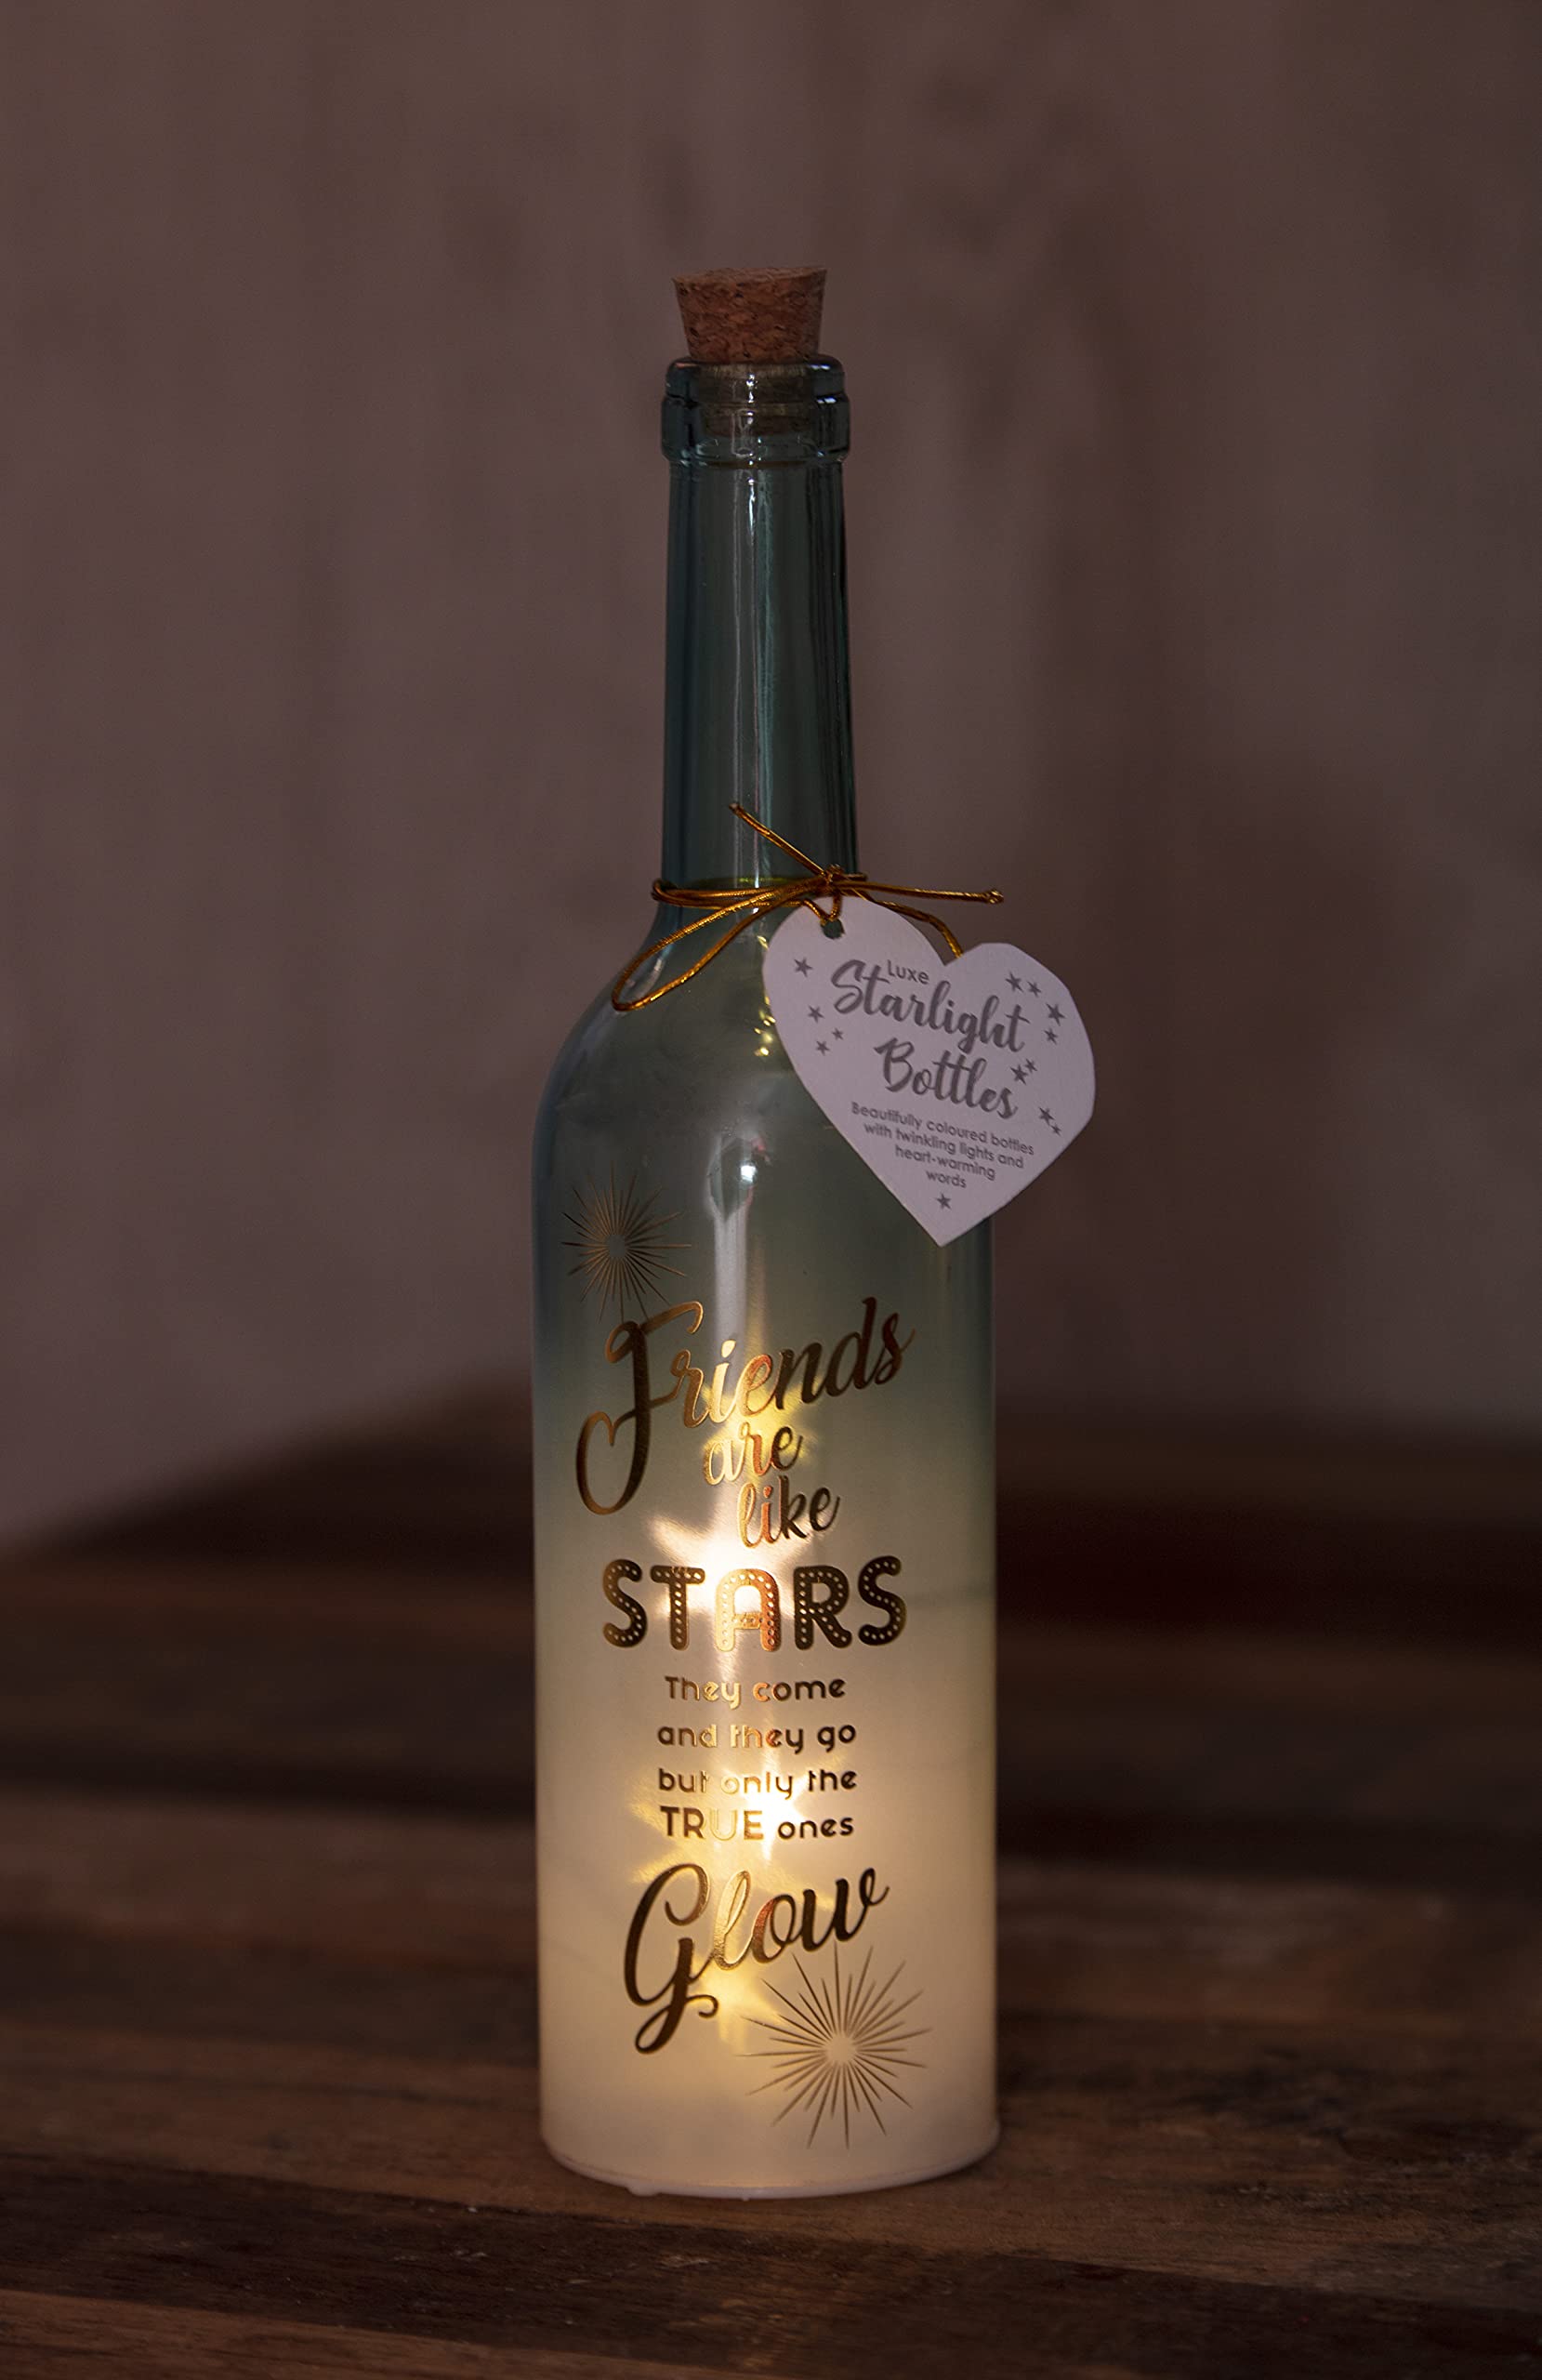 Luxe
Starlight
Bottles
Beautifully coloured bottles
with twinkling lights and
heart-warming
words
Friends
are
like
STARS
They come
and they go
but only the
TRUE ones
Glow